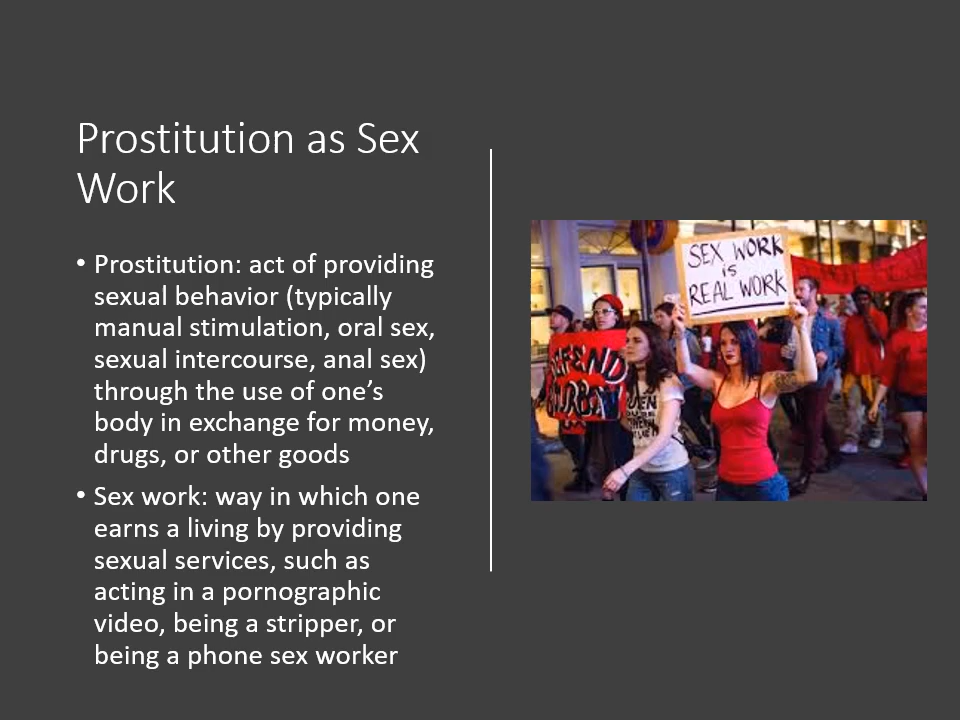 Prostitution as Sex
Work
• Prostitution: act of providing
sexual behavior (typically
manual stimulation, oral sex,
sexual intercourse, anal sex)
through the use of one’s
body in exchange for money,
drugs, or other goods
• Sex work: way in which one
earns a living by providing
sexual services, such as
acting in a pornographic
video, being a stripper, or
being a phone sex worker
SEX WORK
is
REAL WORK